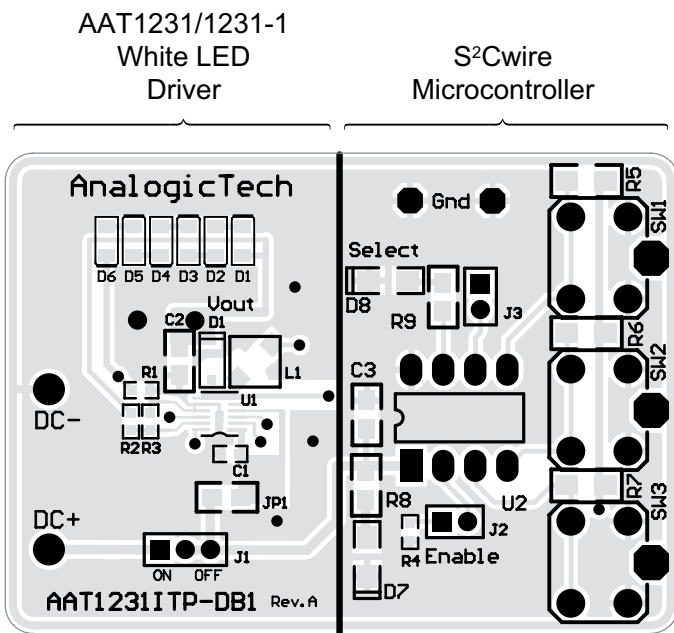 AAT1231/1231-1
White LED
Driver
S²Cwire
Microcontroller
AnalogicTech
Gnd
R5
SW1
D6 D5 D4 D3 D2 D1
Select
D8
R9
J3
Vout
C2
D1
L1
U1
R6
SW2
R1
C3
DC-
R2 R3
C1
R8
U2
R7
SW3
JP1
DC+
J1
ON OFF
J2
R4
Enable
D7
AAT1231ITP-DB1 Rev.A